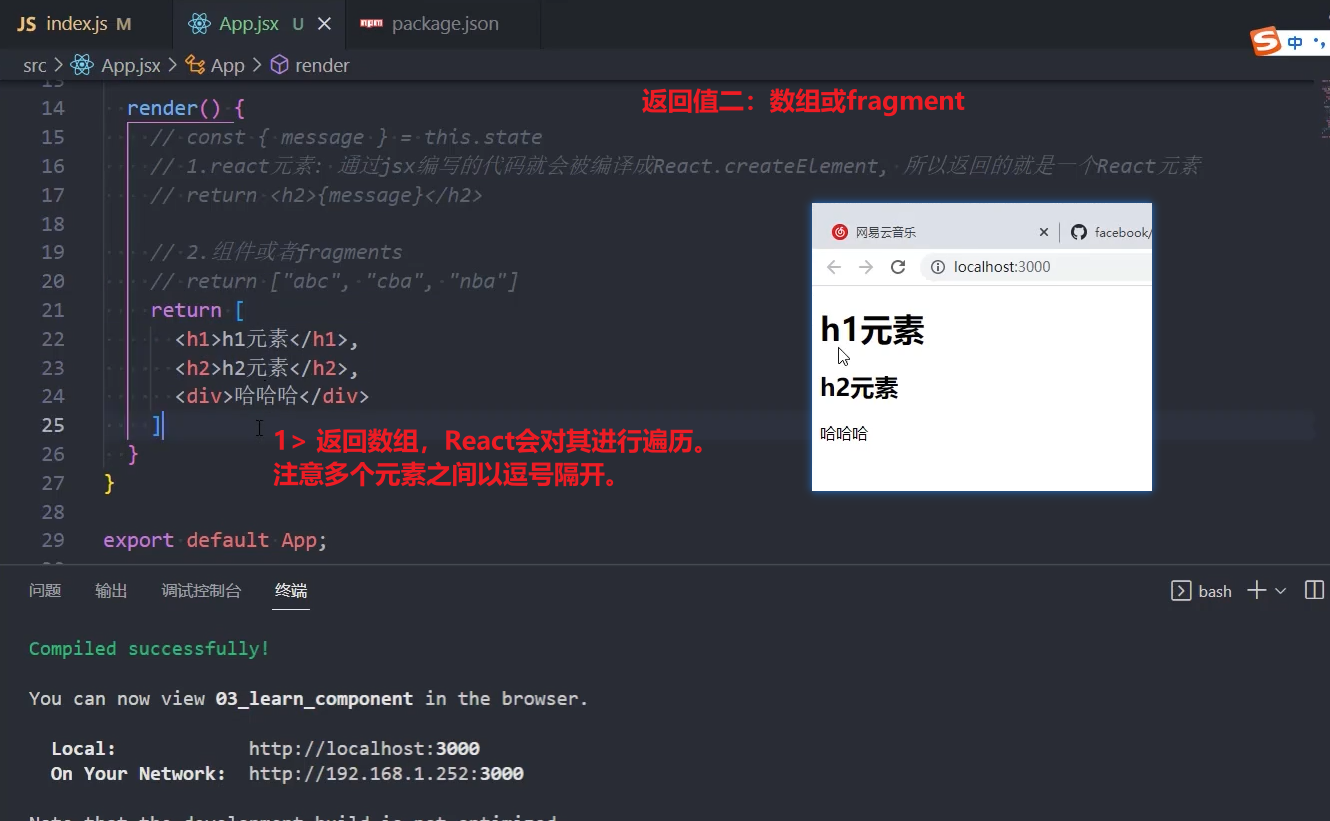 JS index.js M
App.jsx U
package.json
中
src > App.jsx > App > render
返回值二：数组或fragment
14 render() {
15 // const { message } = this.state
16 // 1.react元素: 通过jsx编写的代码就会被编译成React.createElement, 所以返回的就是一个React元素
17 // return <h2>{message}</h2>
18
19 // 2.组件或者fragments
20 // return ["abc", "cba", "nba"]
21 return [
22 <h1>h1元素</h1>,
23 <h2>h2元素</h2>,
24 <div>哈哈哈</div>
25 ]
26 }
27 }
28
29 export default App;
1> 返回数组，React会对其进行遍历。
注意多个元素之间以逗号隔开。
网易云音乐
facebook/
localhost:3000
h1元素
h2元素
哈哈哈
问题 输出 调试控制台 终端
bash
Compiled successfully!
You can now view 03_learn_component in the browser.
Local: http://localhost:3000
On Your Network: http://192.168.1.252:3000
Note that the development build is not optimized